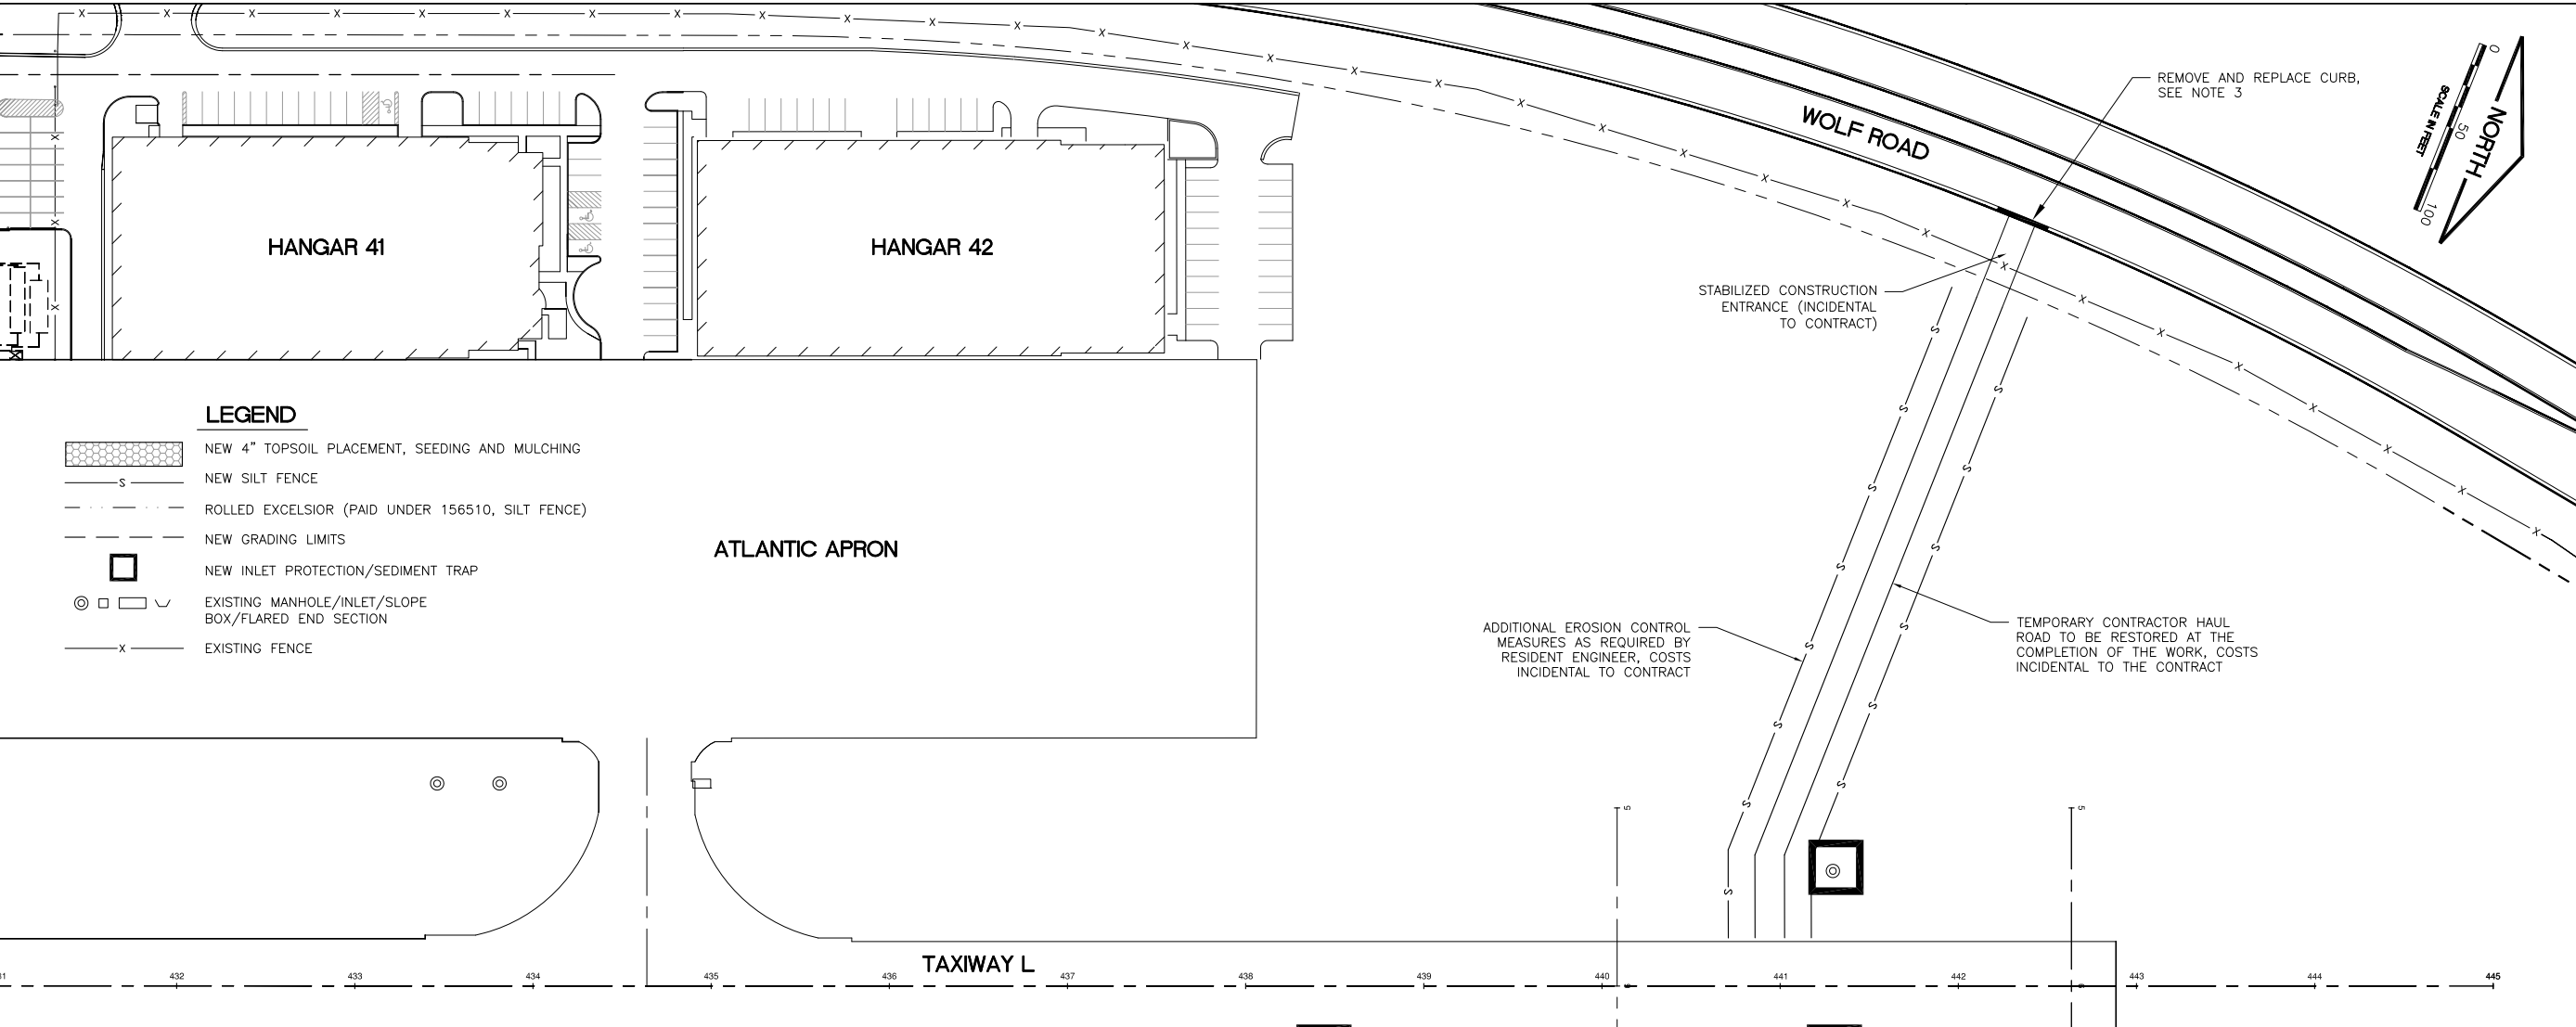 REMOVE AND REPLACE CURB,
SEE NOTE 3
WOLF ROAD
0
50
100
SCALE IN FEET
NORTH
HANGAR 41
HANGAR 42
STABILIZED CONSTRUCTION
ENTRANCE (INCIDENTAL
TO CONTRACT)
LEGEND
NEW 4" TOPSOIL PLACEMENT, SEEDING AND MULCHING
S
NEW SILT FENCE
ROLLED EXCELSIOR (PAID UNDER 156510, SILT FENCE)
NEW GRADING LIMITS
NEW INLET PROTECTION/SEDIMENT TRAP
EXISTING MANHOLE/INLET/SLOPE
BOX/FLARED END SECTION
X
EXISTING FENCE
ATLANTIC APRON
ADDITIONAL EROSION CONTROL
MEASURES AS REQUIRED BY
RESIDENT ENGINEER, COSTS
INCIDENTAL TO CONTRACT
TEMPORARY CONTRACTOR HAUL
ROAD TO BE RESTORED AT THE
COMPLETION OF THE WORK, COSTS
INCIDENTAL TO THE CONTRACT
5
5
TAXIWAY L
432
433
434
435
436
437
438
439
440
441
442
443
444
445